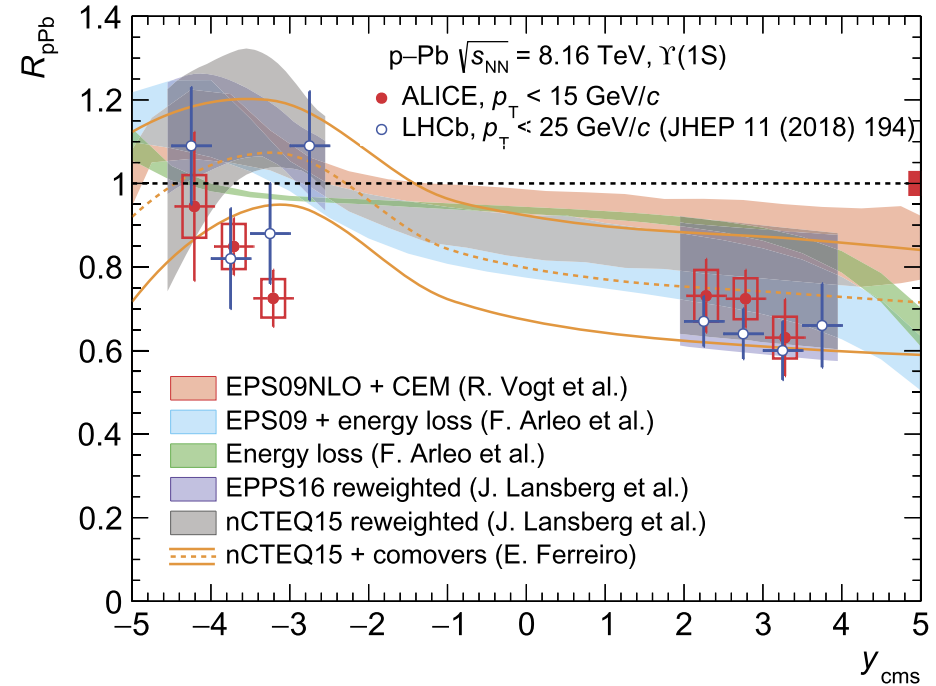 R_pPb
1.4
1.2
1
0.8
0.6
0.4
0.2
0
p–Pb √s_NN = 8.16 TeV, ϒ(1S)
ALICE, p_T < 15 GeV/c
LHCb, p_T < 25 GeV/c (JHEP 11 (2018) 194)
EPS09NLO + CEM (R. Vogt et al.)
EPS09 + energy loss (F. Arleo et al.)
Energy loss (F. Arleo et al.)
EPPS16 reweighted (J. Lansberg et al.)
nCTEQ15 reweighted (J. Lansberg et al.)
nCTEQ15 + comovers (E. Ferreiro)
−5 −4 −3 −2 −1 0 1 2 3 4 5
y_cms